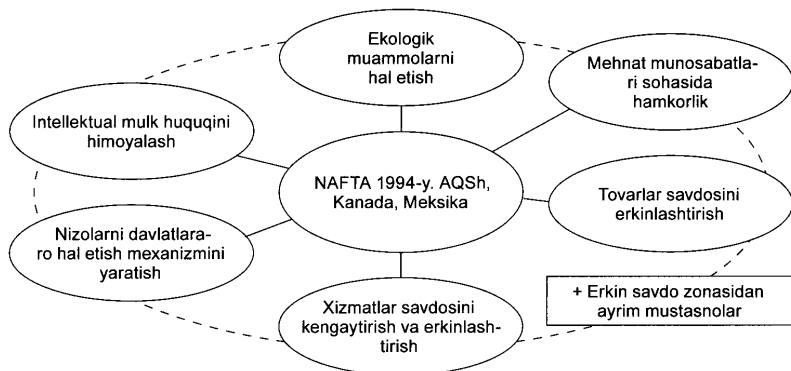 Ekologik
muammolarni
hal etish
Mehnat munosabatla-
ri sohasida
hamkorlik
Intellektual mulk huquqini
himoyalash
NAFTA 1994-y. AQSh,
Kanada, Meksika
Tovarlar savdosini
erkinlashtirish
Nizolarni davlatlara-
ro hal etish mexanizmini
yaratish
+ Erkin savdo zonasidan
ayrim mustasnolar
Xizmatlar savdosini
kengaytirish va erkinlash-
tirish